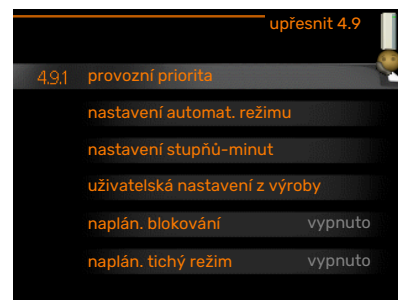 upřesnit 4.9
4.9.1 provozní priorita
nastavení automat. režimu
nastavení stupňů-minut
uživatelská nastavení z výroby
naplán. blokování vypnuto
naplán. tichý režim vypnuto